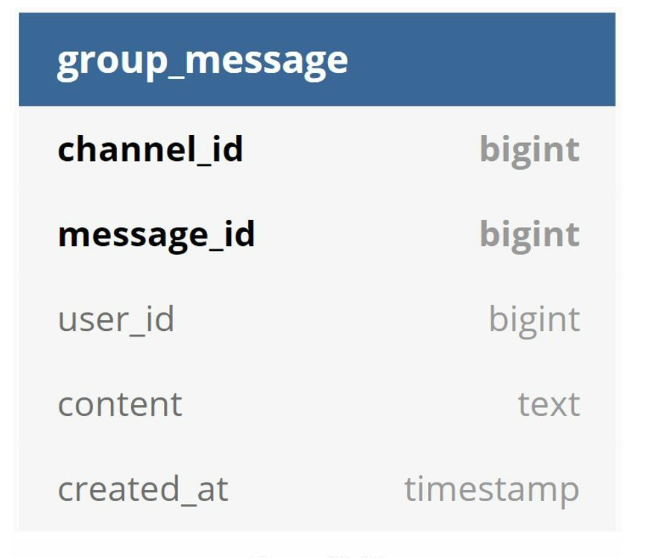 group_message
channel_id bigint
message_id bigint
user_id bigint
content text
created_at timestamp